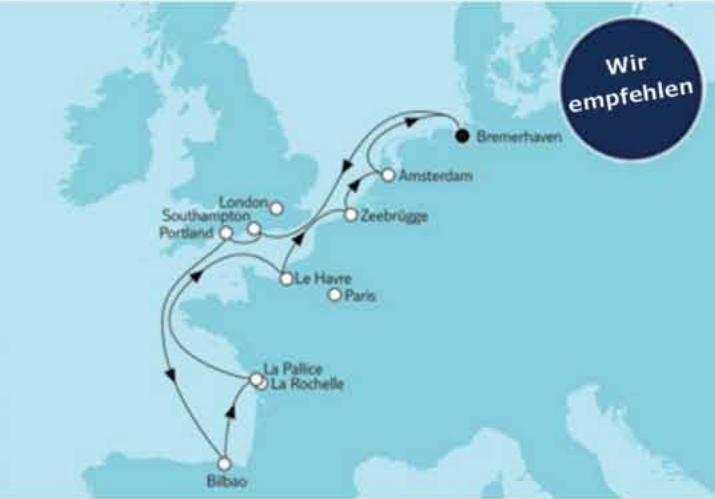 Wir
empfehlen
Bremerhaven
Amsterdam
London
Southampton
Portland
Zeebrügge
Le Havre
Paris
La Pallice
La Rochelle
Bilbao